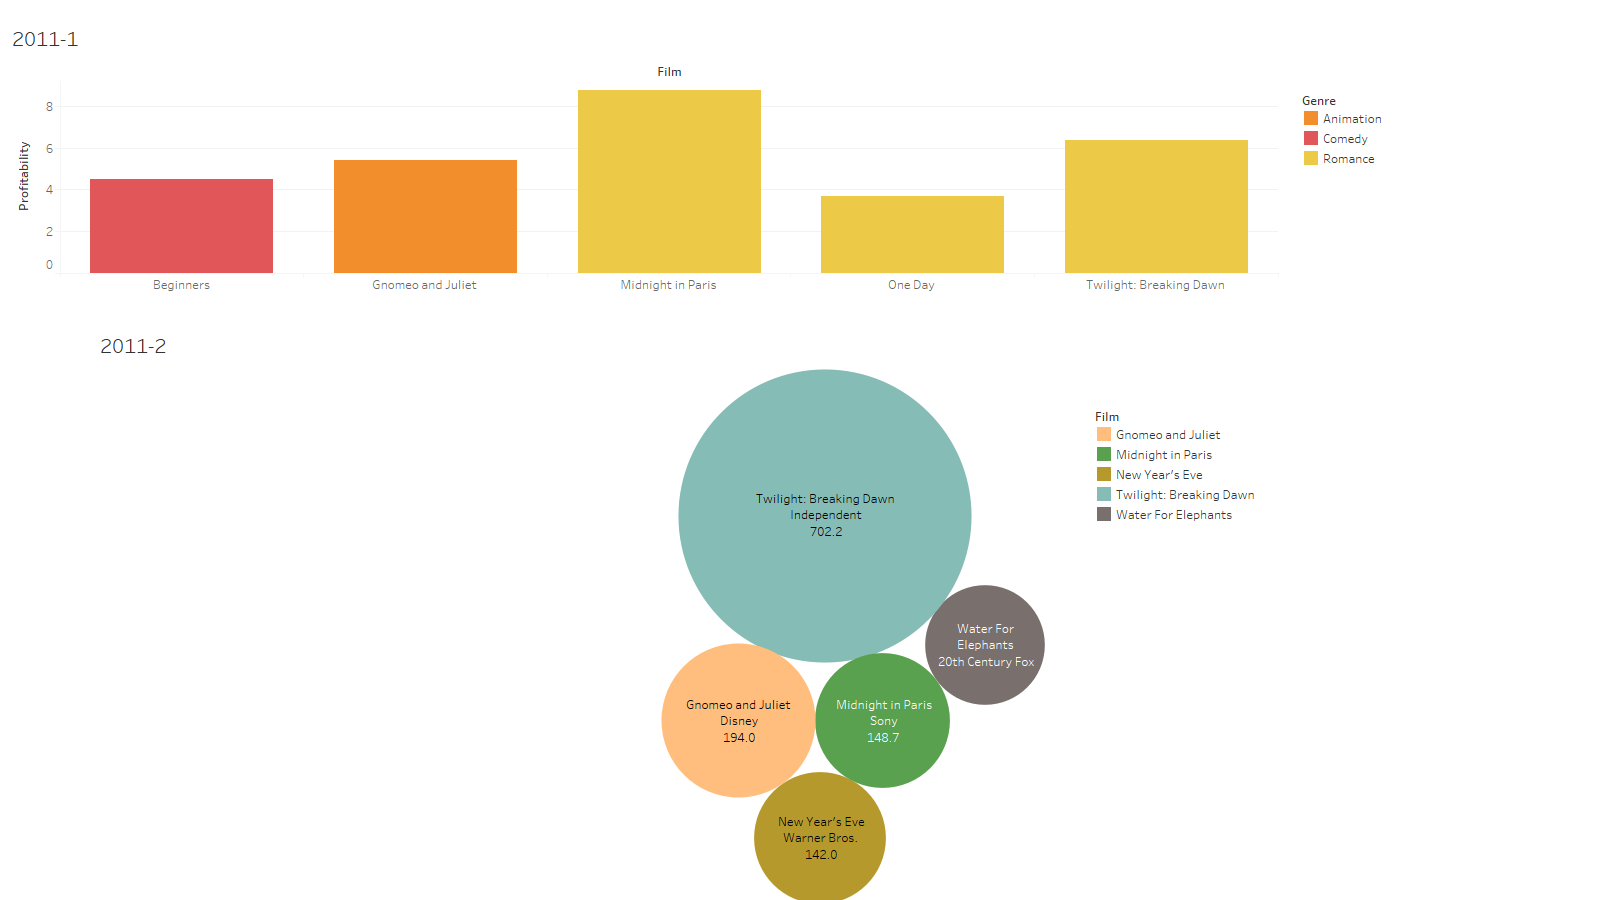 2011-1
Film
Profitability
8
6
4
2
0
Beginners
Gnomeo and Juliet
Midnight in Paris
One Day
Twilight: Breaking Dawn
Genre
Animation
Comedy
Romance
2011-2
Twilight: Breaking Dawn
Independent
702.2
Water For
Elephants
20th Century Fox
Gnomeo and Juliet
Disney
194.0
Midnight in Paris
Sony
148.7
New Year's Eve
Warner Bros.
142.0
Film
Gnomeo and Juliet
Midnight in Paris
New Year's Eve
Twilight: Breaking Dawn
Water For Elephants